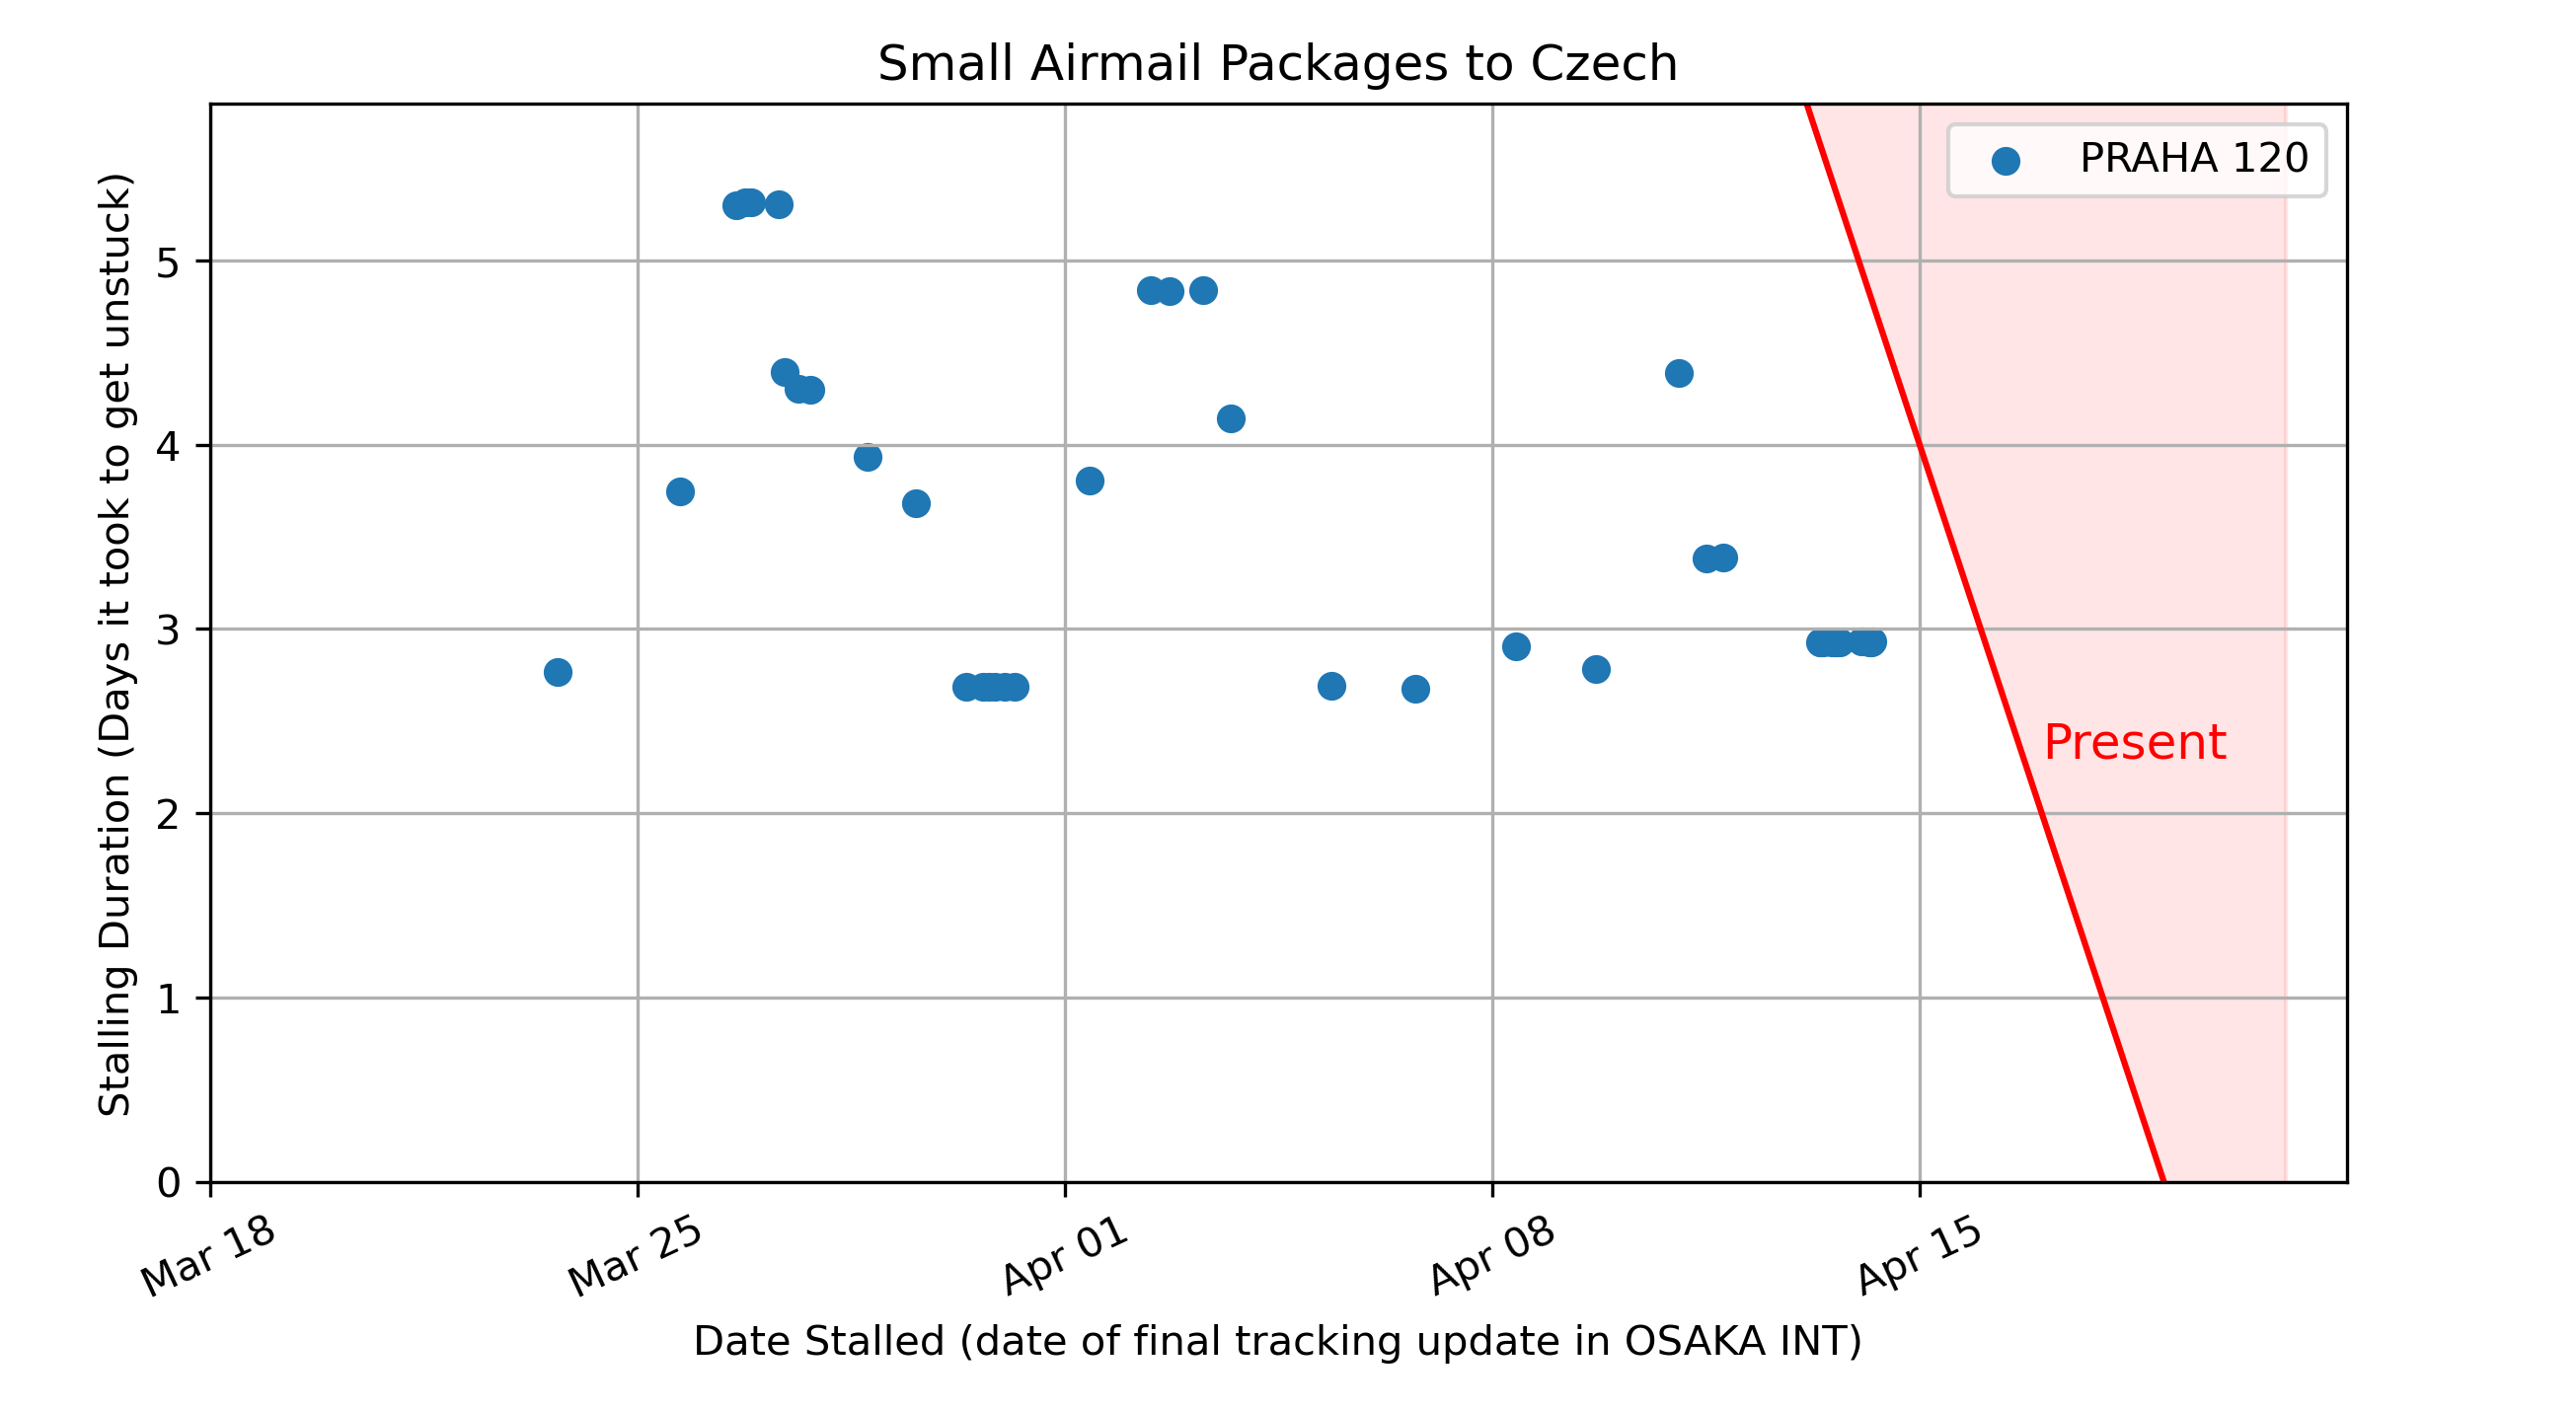 Small Airmail Packages to Czech
PRAHA 120
Stalling Duration (Days it took to get unstuck)
5
4
3
2
1
0
Present
Mar 18
Mar 25
Apr 01
Apr 08
Apr 15
Date Stalled (date of final tracking update in OSAKA INT)